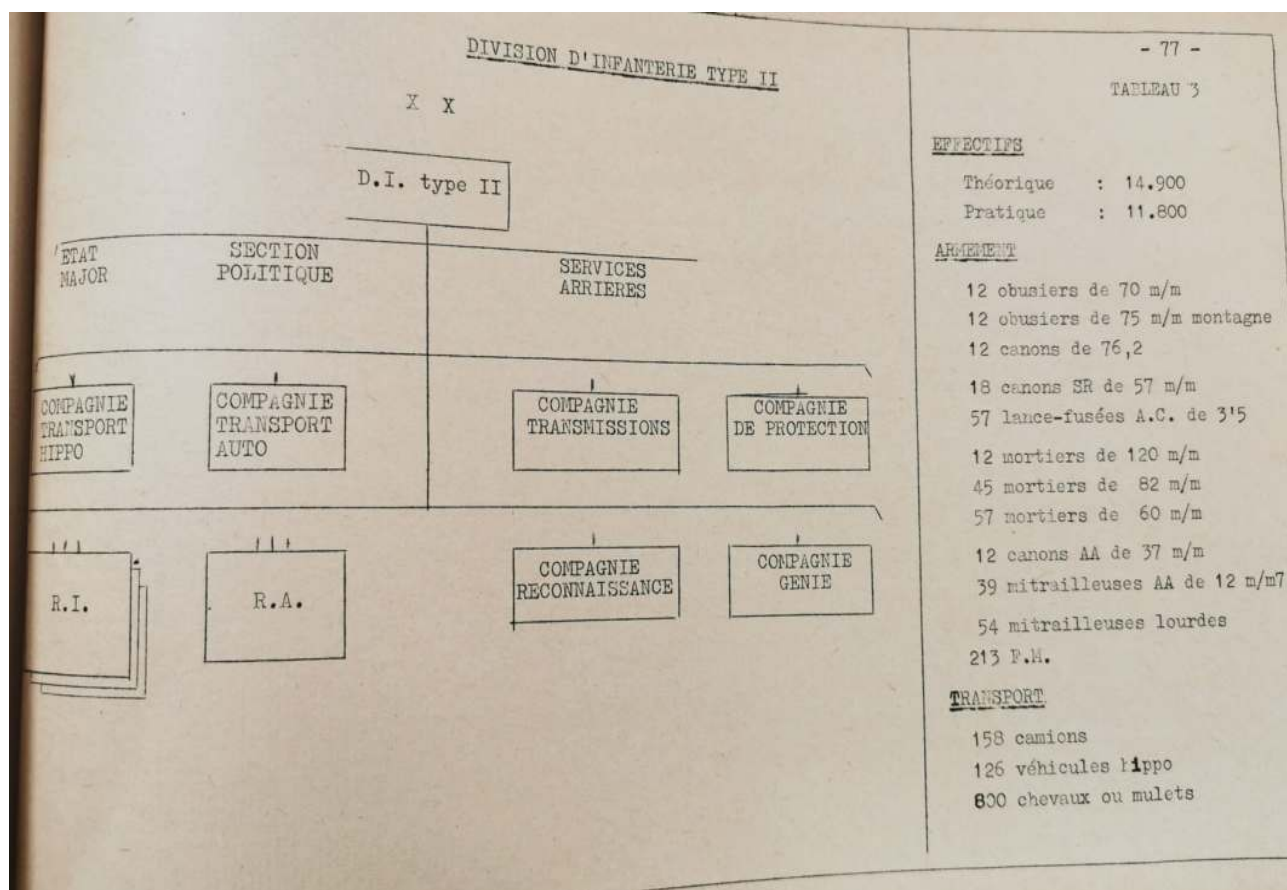 DIVISION D'INFANTERIE TYPE II
X X
D.I. type II
'ETAT
MAJOR
SECTION
POLITIQUE
SERVICES
ARRIERES
COMPAGNIE
TRANSPORT
HIPPO
COMPAGNIE
TRANSPORT
AUTO
COMPAGNIE
TRANSMISSIONS
COMPAGNIE
DE PROTECTION
R.I.
R.A.
COMPAGNIE
RECONNAISSANCE
COMPAGNIE
GENIE
- 77 -
TABLEAU 3
EFFECTIFS
Théorique : 14.900
Pratique : 11.800
ARMEMENT
12 obusiers de 70 m/m
12 obusiers de 75 m/m montagne
12 canons de 76,2
18 canons SR de 57 m/m
57 lance-fusées A.C. de 3'5
12 mortiers de 120 m/m
45 mortiers de 82 m/m
57 mortiers de 60 m/m
12 canons AA de 37 m/m
39 mitrailleuses AA de 12 m/m7
54 mitrailleuses lourdes
213 F.M.
TRANSPORT
158 camions
126 véhicules hippo
800 chevaux ou mulets